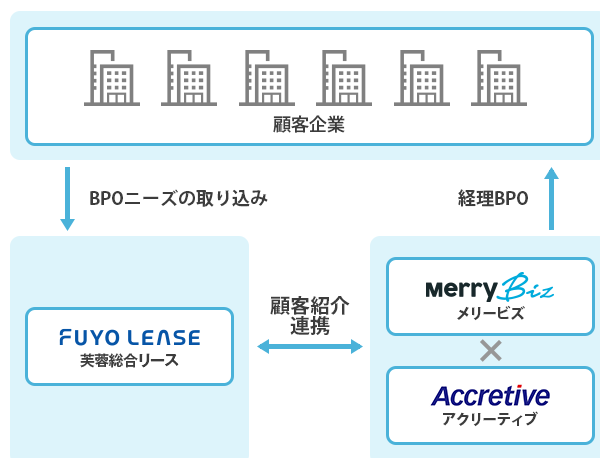 顧客企業
BPOニーズの取り込み
経理BPO
顧客紹介
連携
FUYO LEASE
芙蓉総合リース
MerryBiz
メリービズ
Accretive
アクリーティブ